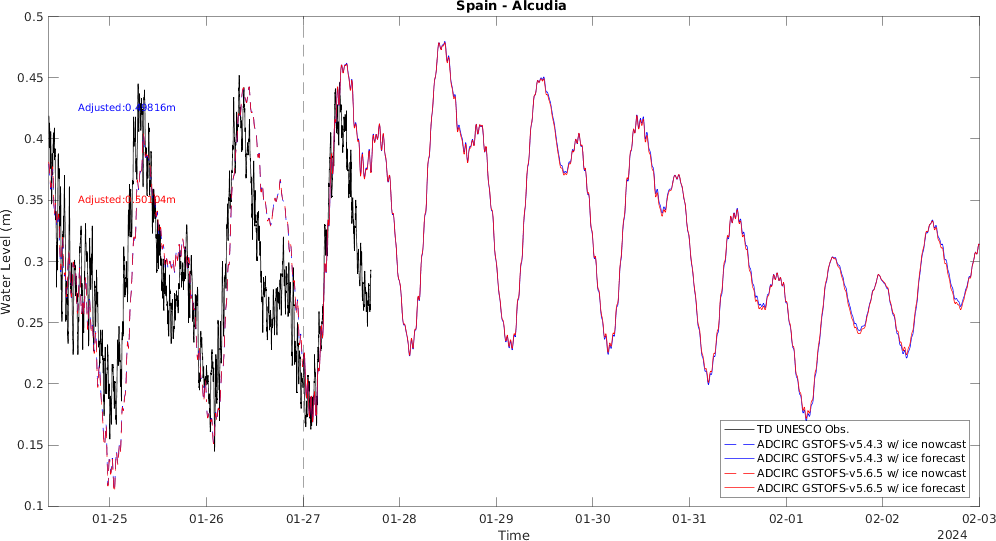 Spain - Alcudia
0.5
0.45
0.4
0.35
0.3
0.25
0.2
0.15
0.1
Water Level (m)
Adjusted:0.49816m
Adjusted:0.50104m
TD UNESCO Obs.
ADCIRC GSTOFS-v5.4.3 w/ ice nowcast
ADCIRC GSTOFS-v5.4.3 w/ ice forecast
ADCIRC GSTOFS-v5.6.5 w/ ice nowcast
ADCIRC GSTOFS-v5.6.5 w/ ice forecast
01-25 01-26 01-27 01-28 01-29 01-30 01-31 02-01 02-02 02-03
Time
2024